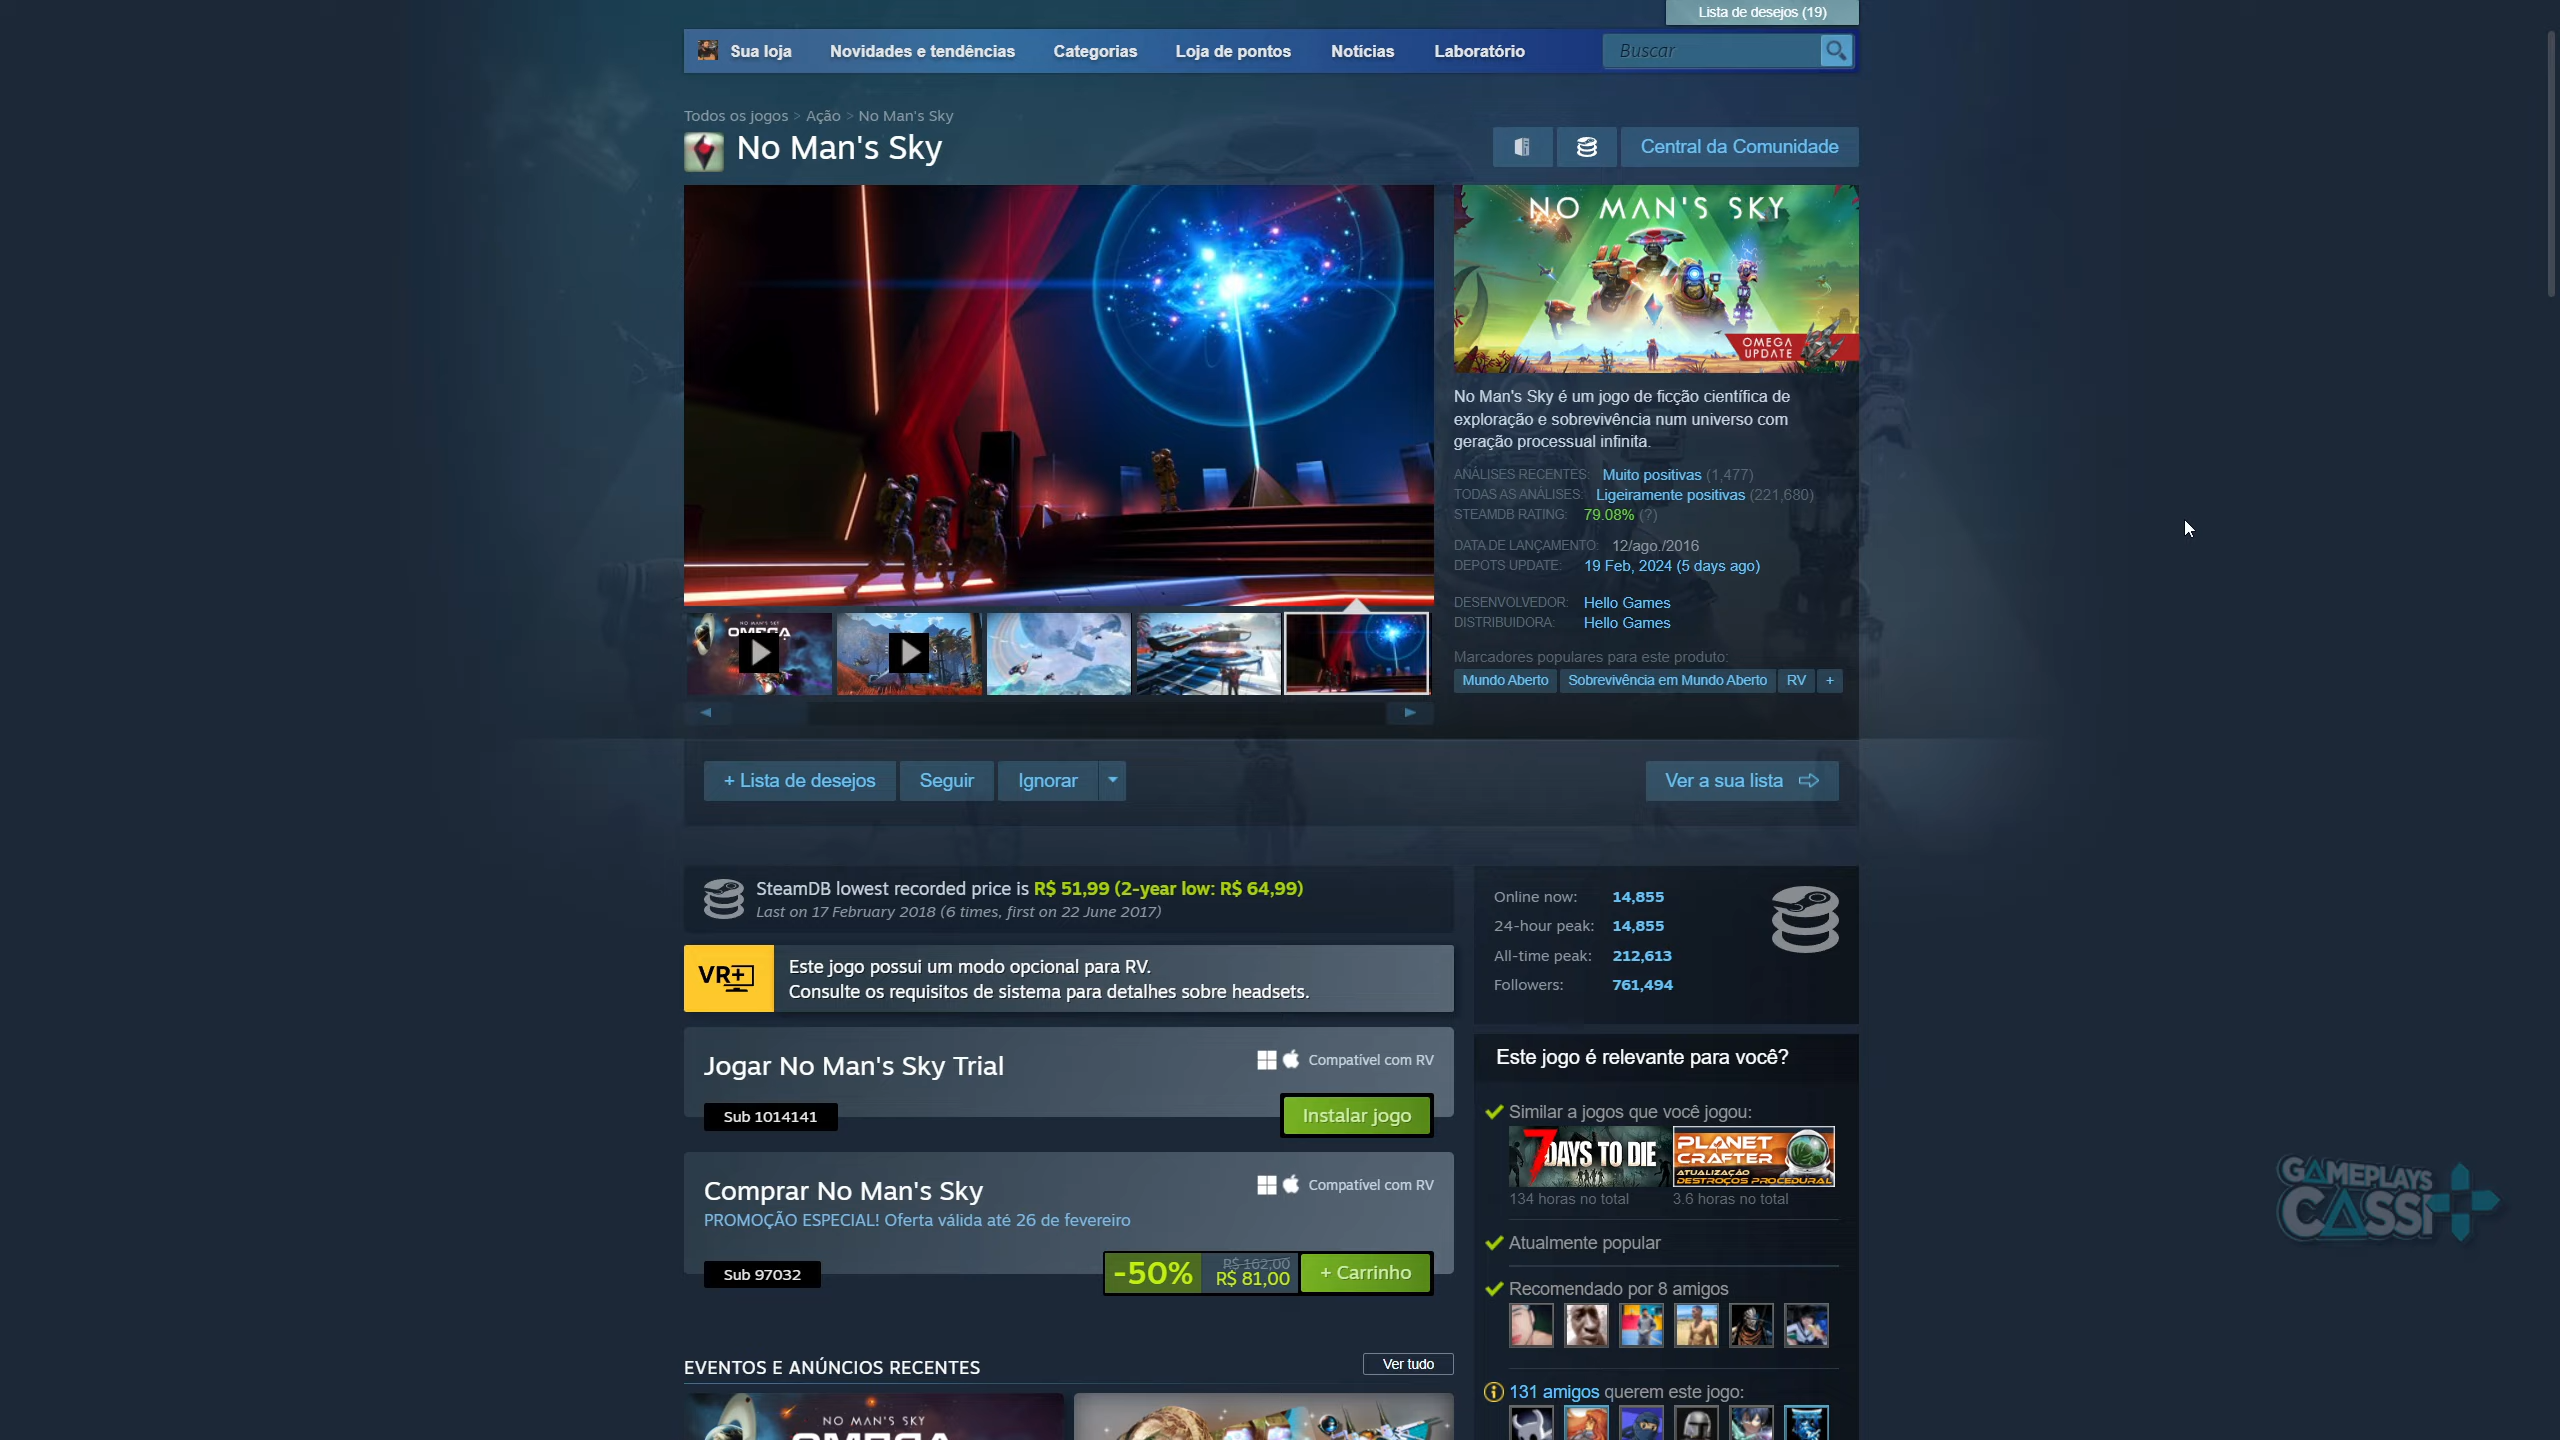 Lista de desejos (19)
Sua loja
Novidades e tendências
Categorias
Loja de pontos
Notícias
Laboratório
Buscar
Todos os jogos > Ação > No Man's Sky
No Man's Sky
Central da Comunidade
NO MAN'S SKY
OMEGA
UPDATE
No Man's Sky é um jogo de ficção científica de
exploração e sobrevivência num universo com
geração processual infinita.
ANÁLISES RECENTES: Muito positivas (1,477)
TODAS AS ANÁLISES: Ligeiramente positivas (221,680)
STEAMDB RATING: 79.08% (?)
DATA DE LANÇAMENTO: 12/ago./2016
DEPOTS UPDATE: 19 Feb, 2024 (5 days ago)
DESENVOLVEDOR: Hello Games
DISTRIBUIDORA: Hello Games
Marcadores populares para este produto:
Mundo Aberto
Sobrevivência em Mundo Aberto
RV
+
NO MAN'S SKY
OMEGA
+ Lista de desejos
Seguir
Ignorar
Ver a sua lista
SteamDB lowest recorded price is R$ 51,99 (2-year low: R$ 64,99)
Last on 17 February 2018 (6 times, first on 22 June 2017)
Online now: 14,855
24-hour peak: 14,855
All-time peak: 212,613
Followers: 761,494
VR+
Este jogo possui um modo opcional para RV.
Consulte os requisitos de sistema para detalhes sobre headsets.
Jogar No Man's Sky Trial
Compatível com RV
Sub 1014141
Instalar jogo
Comprar No Man's Sky
Compatível com RV
PROMOÇÃO ESPECIAL! Oferta válida até 26 de fevereiro
Sub 97032
-50%
R$ 162,00
R$ 81,00
+ Carrinho
Este jogo é relevante para você?
Similar a jogos que você jogou:
7 DAYS TO DIE
PLANET
CRAFTER
ATUALIZAÇÃO
DESTROÇOS PROCEDURAL
134 horas no total
3.6 horas no total
Atualmente popular
Recomendado por 8 amigos
131 amigos querem este jogo:
EVENTOS E ANÚNCIOS RECENTES
Ver tudo
NO MAN'S SKY
OMEGA
GAMEPLAYS
CASSI